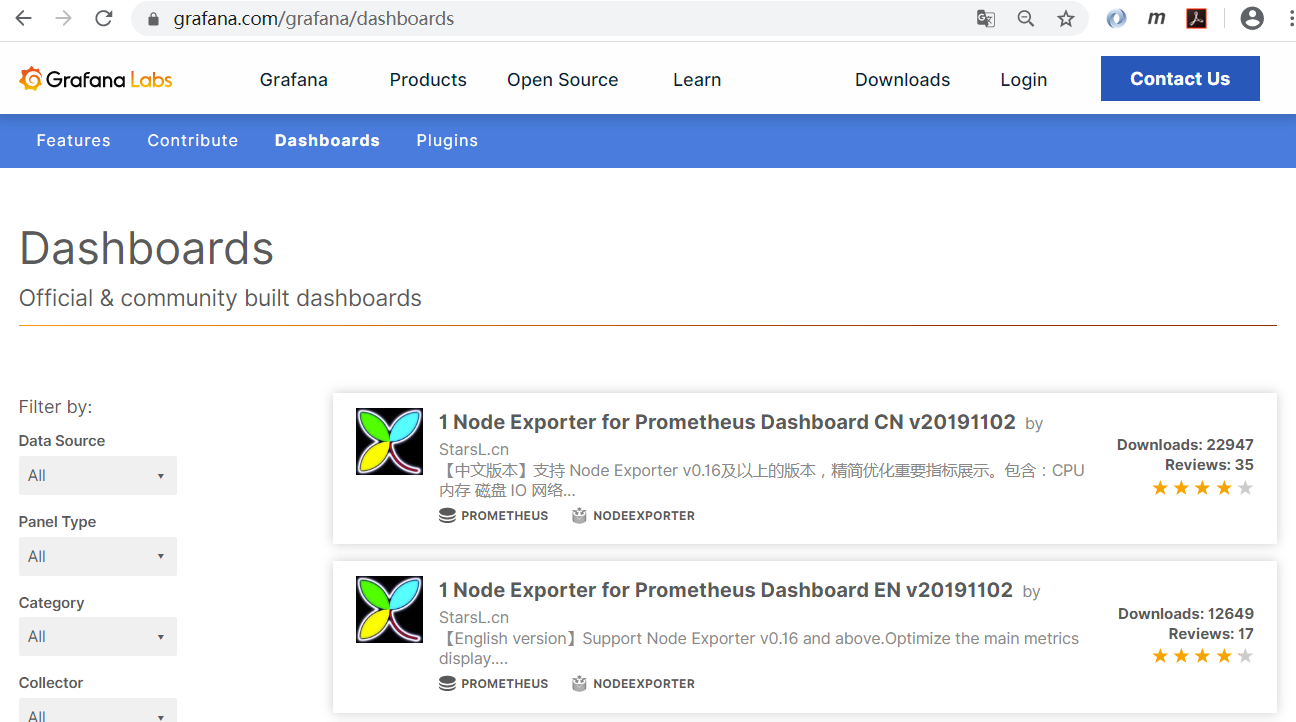 grafana.com/grafana/dashboards
Grafana Labs Grafana Products Open Source Learn Downloads Login Contact Us
Features Contribute Dashboards Plugins
Dashboards
Official & community built dashboards
Filter by:
Data Source
All
Panel Type
All
Category
All
Collector
All
1 Node Exporter for Prometheus Dashboard CN v20191102 by
StarsL.cn
【中文版本】支持 Node Exporter v0.16及以上的版本，精简优化重要指标展示。包含：CPU
内存 磁盘 IO 网络...
PROMETHEUS NODEEXPORTER
Downloads: 22947
Reviews: 35
1 Node Exporter for Prometheus Dashboard EN v20191102 by
StarsL.cn
【English version】Support Node Exporter v0.16 and above.Optimize the main metrics
display....
PROMETHEUS NODEEXPORTER
Downloads: 12649
Reviews: 17